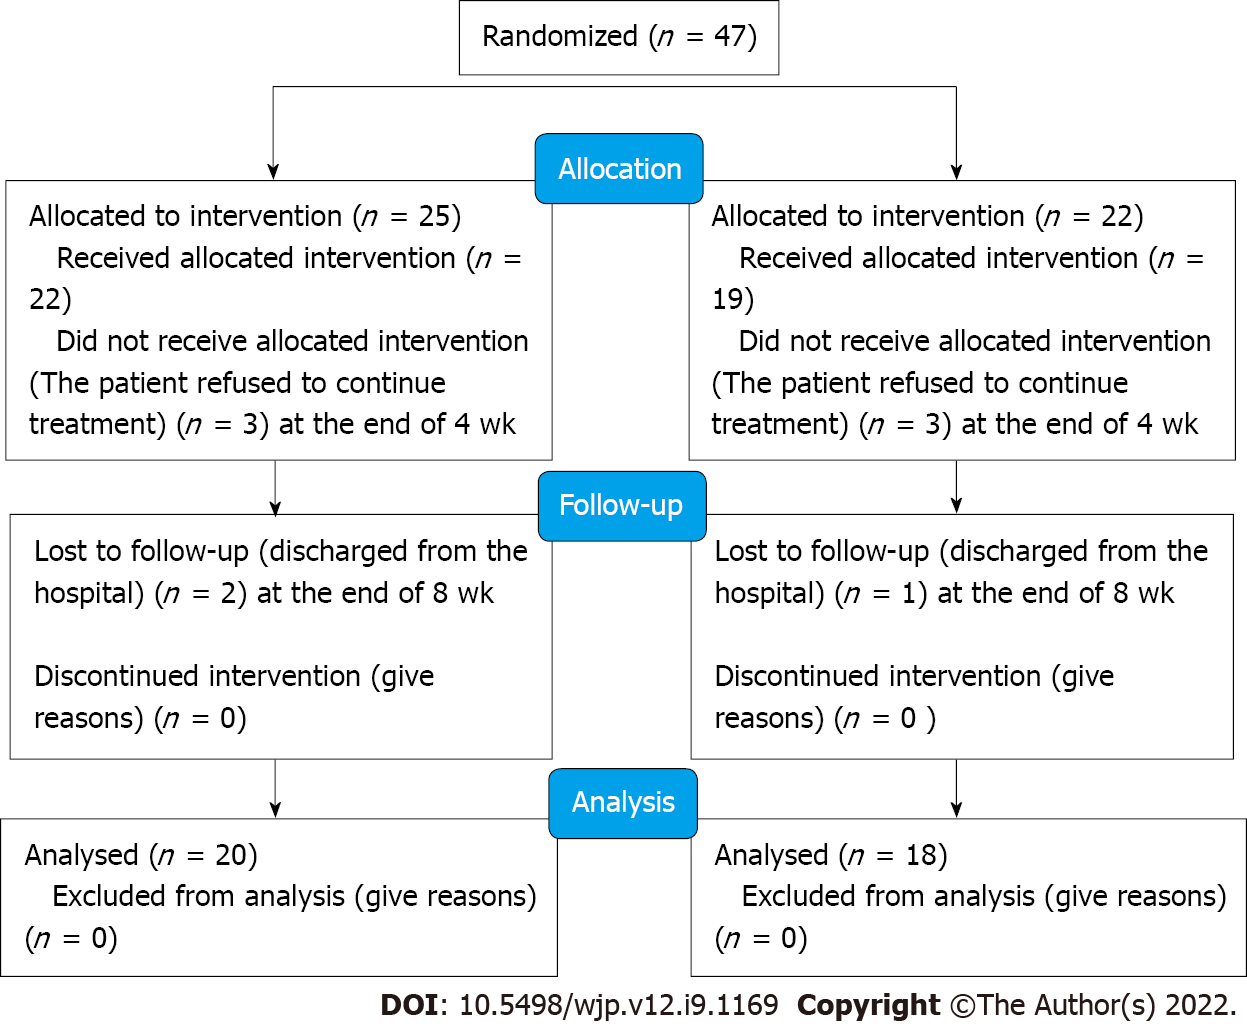 Randomized (n = 47)
Allocation
Allocated to intervention (n = 25)
Received allocated intervention (n =
22)
Did not receive allocated intervention
(The patient refused to continue
treatment) (n = 3) at the end of 4 wk
Allocated to intervention (n = 22)
Received allocated intervention (n =
19)
Did not receive allocated intervention
(The patient refused to continue
treatment) (n = 3) at the end of 4 wk
Follow-up
Lost to follow-up (discharged from the
hospital) (n = 2) at the end of 8 wk
Discontinued intervention (give
reasons) (n = 0)
Lost to follow-up (discharged from the
hospital) (n = 1) at the end of 8 wk
Discontinued intervention (give
reasons) (n = 0 )
Analysis
Analysed (n = 20)
Excluded from analysis (give reasons)
(n = 0)
Analysed (n = 18)
Excluded from analysis (give reasons)
(n = 0)
DOI: 10.5498/wjp.v12.i9.1169 Copyright ©The Author(s) 2022.